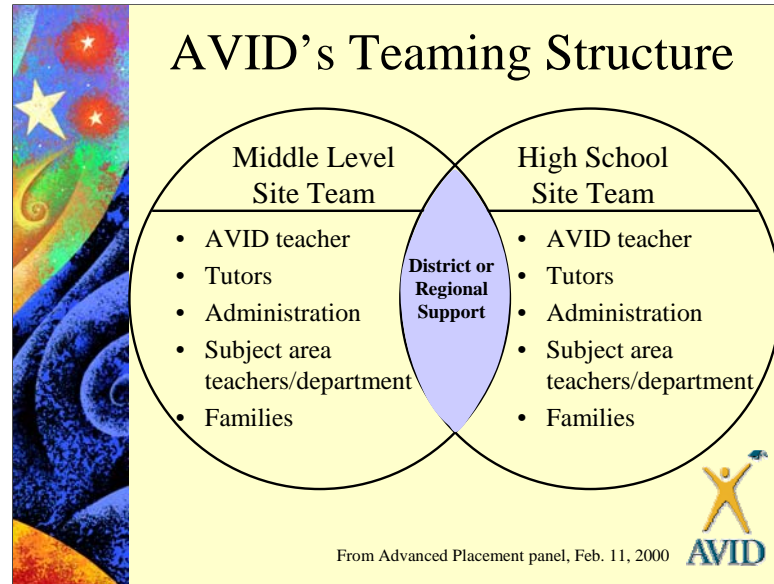 AVID’s Teaming Structure
Middle Level
Site Team
• AVID teacher
• Tutors
• Administration
• Subject area
teachers/department
• Families
District or
Regional
Support
High School
Site Team
• AVID teacher
• Tutors
• Administration
• Subject area
teachers/department
• Families
From Advanced Placement panel, Feb. 11, 2000
AVID